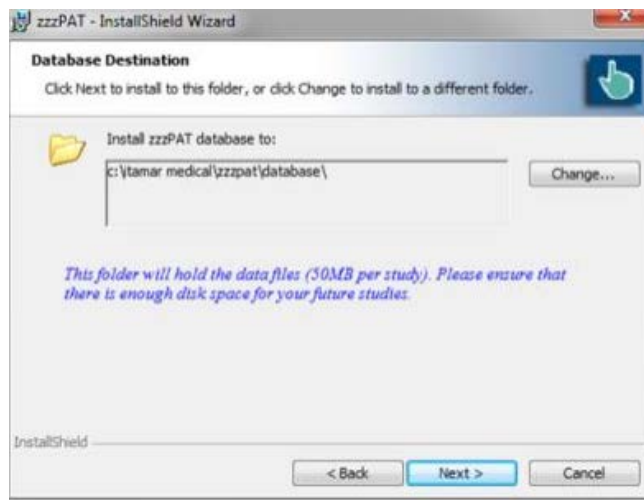 zzzPAT - InstallShield Wizard
Database Destination
Click Next to install to this folder, or click Change to install to a different folder.
Install zzzPAT database to:
c:\itamar medical\zzzpat\database\
Change...
This folder will hold the data files (50MB per study). Please ensure that
there is enough disk space for your future studies.
InstallShield
< Back
Next >
Cancel